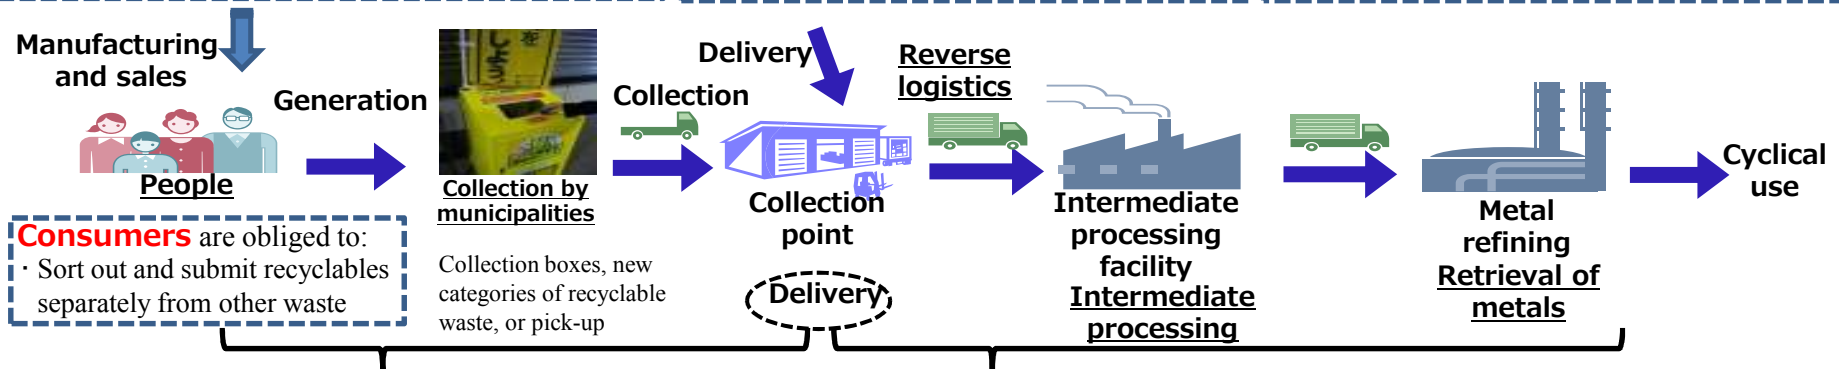 Manufacturing
and sales
People
Generation
Collection by
municipalities
Collection
Delivery
Collection
point
Reverse
logistics
Intermediate
processing
facility
Intermediate
processing
Metal
refining
Retrieval of
metals
Cyclical
use
Consumers are obliged to:
・Sort out and submit recyclables
separately from other waste
Collection boxes, new
categories of recyclable
waste, or pick-up
Delivery